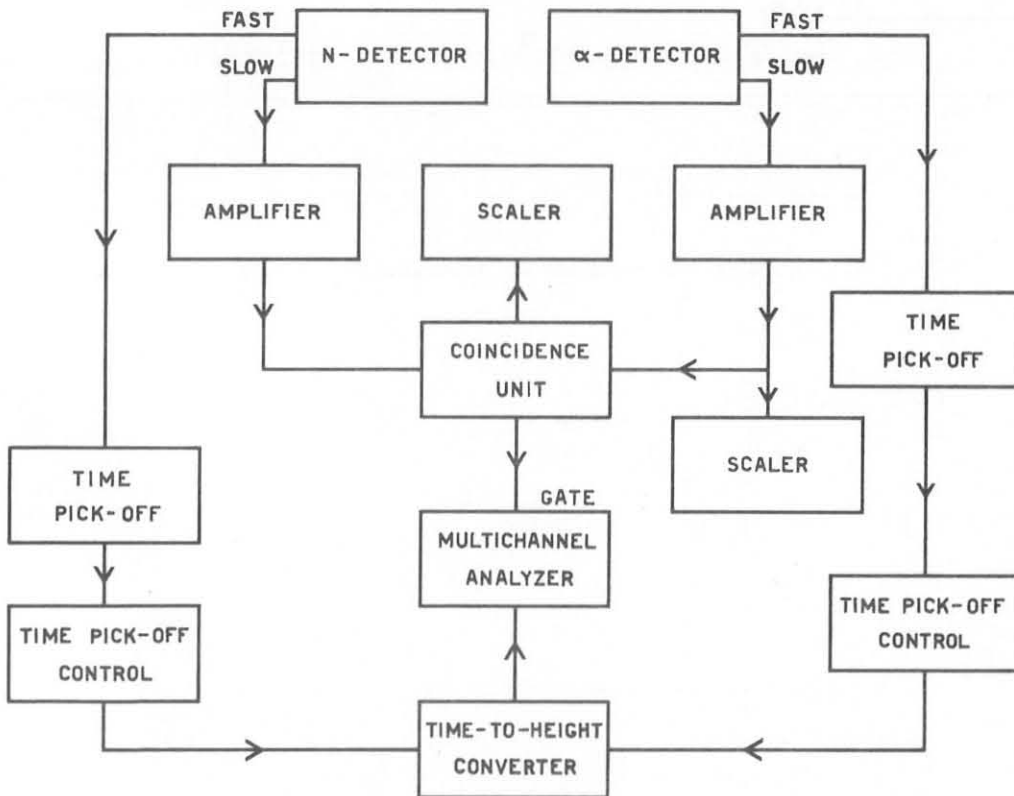 FAST
N-DETECTOR
α-DETECTOR
FAST
SLOW
SLOW
AMPLIFIER
SCALER
AMPLIFIER
TIME
PICK-OFF
COINCIDENCE
UNIT
SCALER
TIME
PICK-OFF
GATE
MULTICHANNEL
ANALYZER
TIME PICK-OFF
CONTROL
TIME PICK-OFF
CONTROL
TIME-TO-HEIGHT
CONVERTER